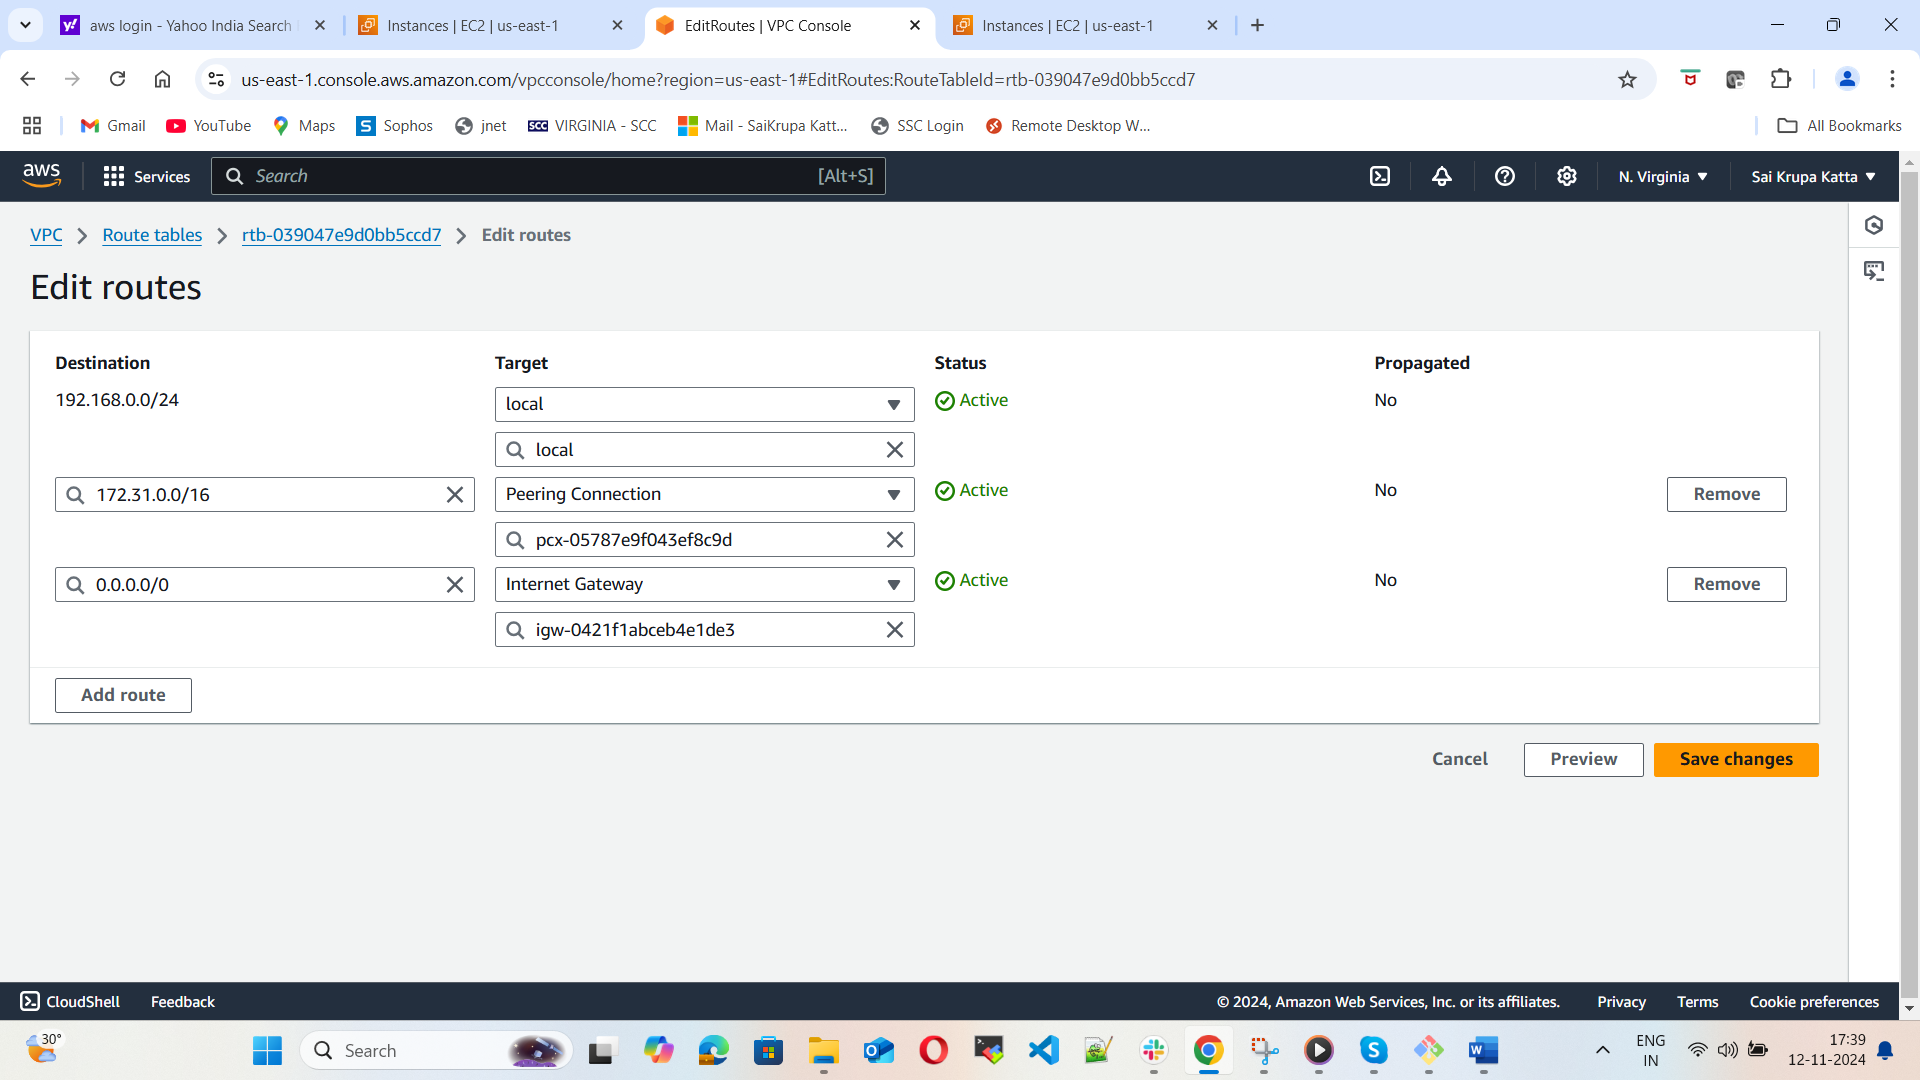 aws login - Yahoo India Search
Instances | EC2 | us-east-1
EditRoutes | VPC Console
Instances | EC2 | us-east-1
us-east-1.console.aws.amazon.com/vpcconsole/home?region=us-east-1#EditRoutes:RouteTableId=rtb-039047e9d0bb5ccd7
Gmail
YouTube
Maps
Sophos
jnet
VIRGINIA - SCC
Mail - SaiKrupa Katt...
SSC Login
Remote Desktop W...
All Bookmarks
aws
Services
Search
[Alt+S]
N. Virginia
Sai Krupa Katta
VPC
Route tables
rtb-039047e9d0bb5ccd7
Edit routes
Edit routes
Destination
Target
Status
Propagated
192.168.0.0/24
local
Active
No
local
172.31.0.0/16
Peering Connection
Active
No
Remove
pcx-05787e9f043ef8c9d
0.0.0.0/0
Internet Gateway
Active
No
Remove
igw-0421f1abceb4e1de3
Add route
Cancel
Preview
Save changes
CloudShell
Feedback
© 2024, Amazon Web Services, Inc. or its affiliates.
Privacy
Terms
Cookie preferences
30°
Search
ENG
IN
17:39
12-11-2024